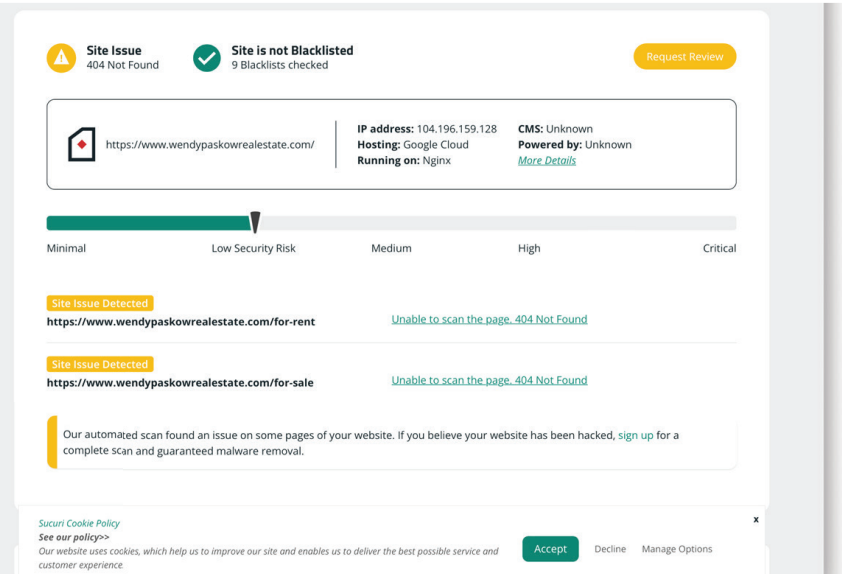 Site Issue
404 Not Found
Site is not Blacklisted
9 Blacklists checked
Request Review
https://www.wendypaskowrealestate.com/
IP address: 104.196.159.128
Hosting: Google Cloud
Running on: Nginx
CMS: Unknown
Powered by: Unknown
More Details
Minimal
Low Security Risk
Medium
High
Critical
Site Issue Detected
https://www.wendypaskowrealestate.com/for-rent
Unable to scan the page. 404 Not Found
Site Issue Detected
https://www.wendypaskowrealestate.com/for-sale
Unable to scan the page. 404 Not Found
Our automated scan found an issue on some pages of your website. If you believe your website has been hacked, sign up for a
complete scan and guaranteed malware removal.
x
Sucuri Cookie Policy
See our policy>>
Our website uses cookies, which help us to improve our site and enables us to deliver the best possible service and
customer experience
Accept
Decline
Manage Options